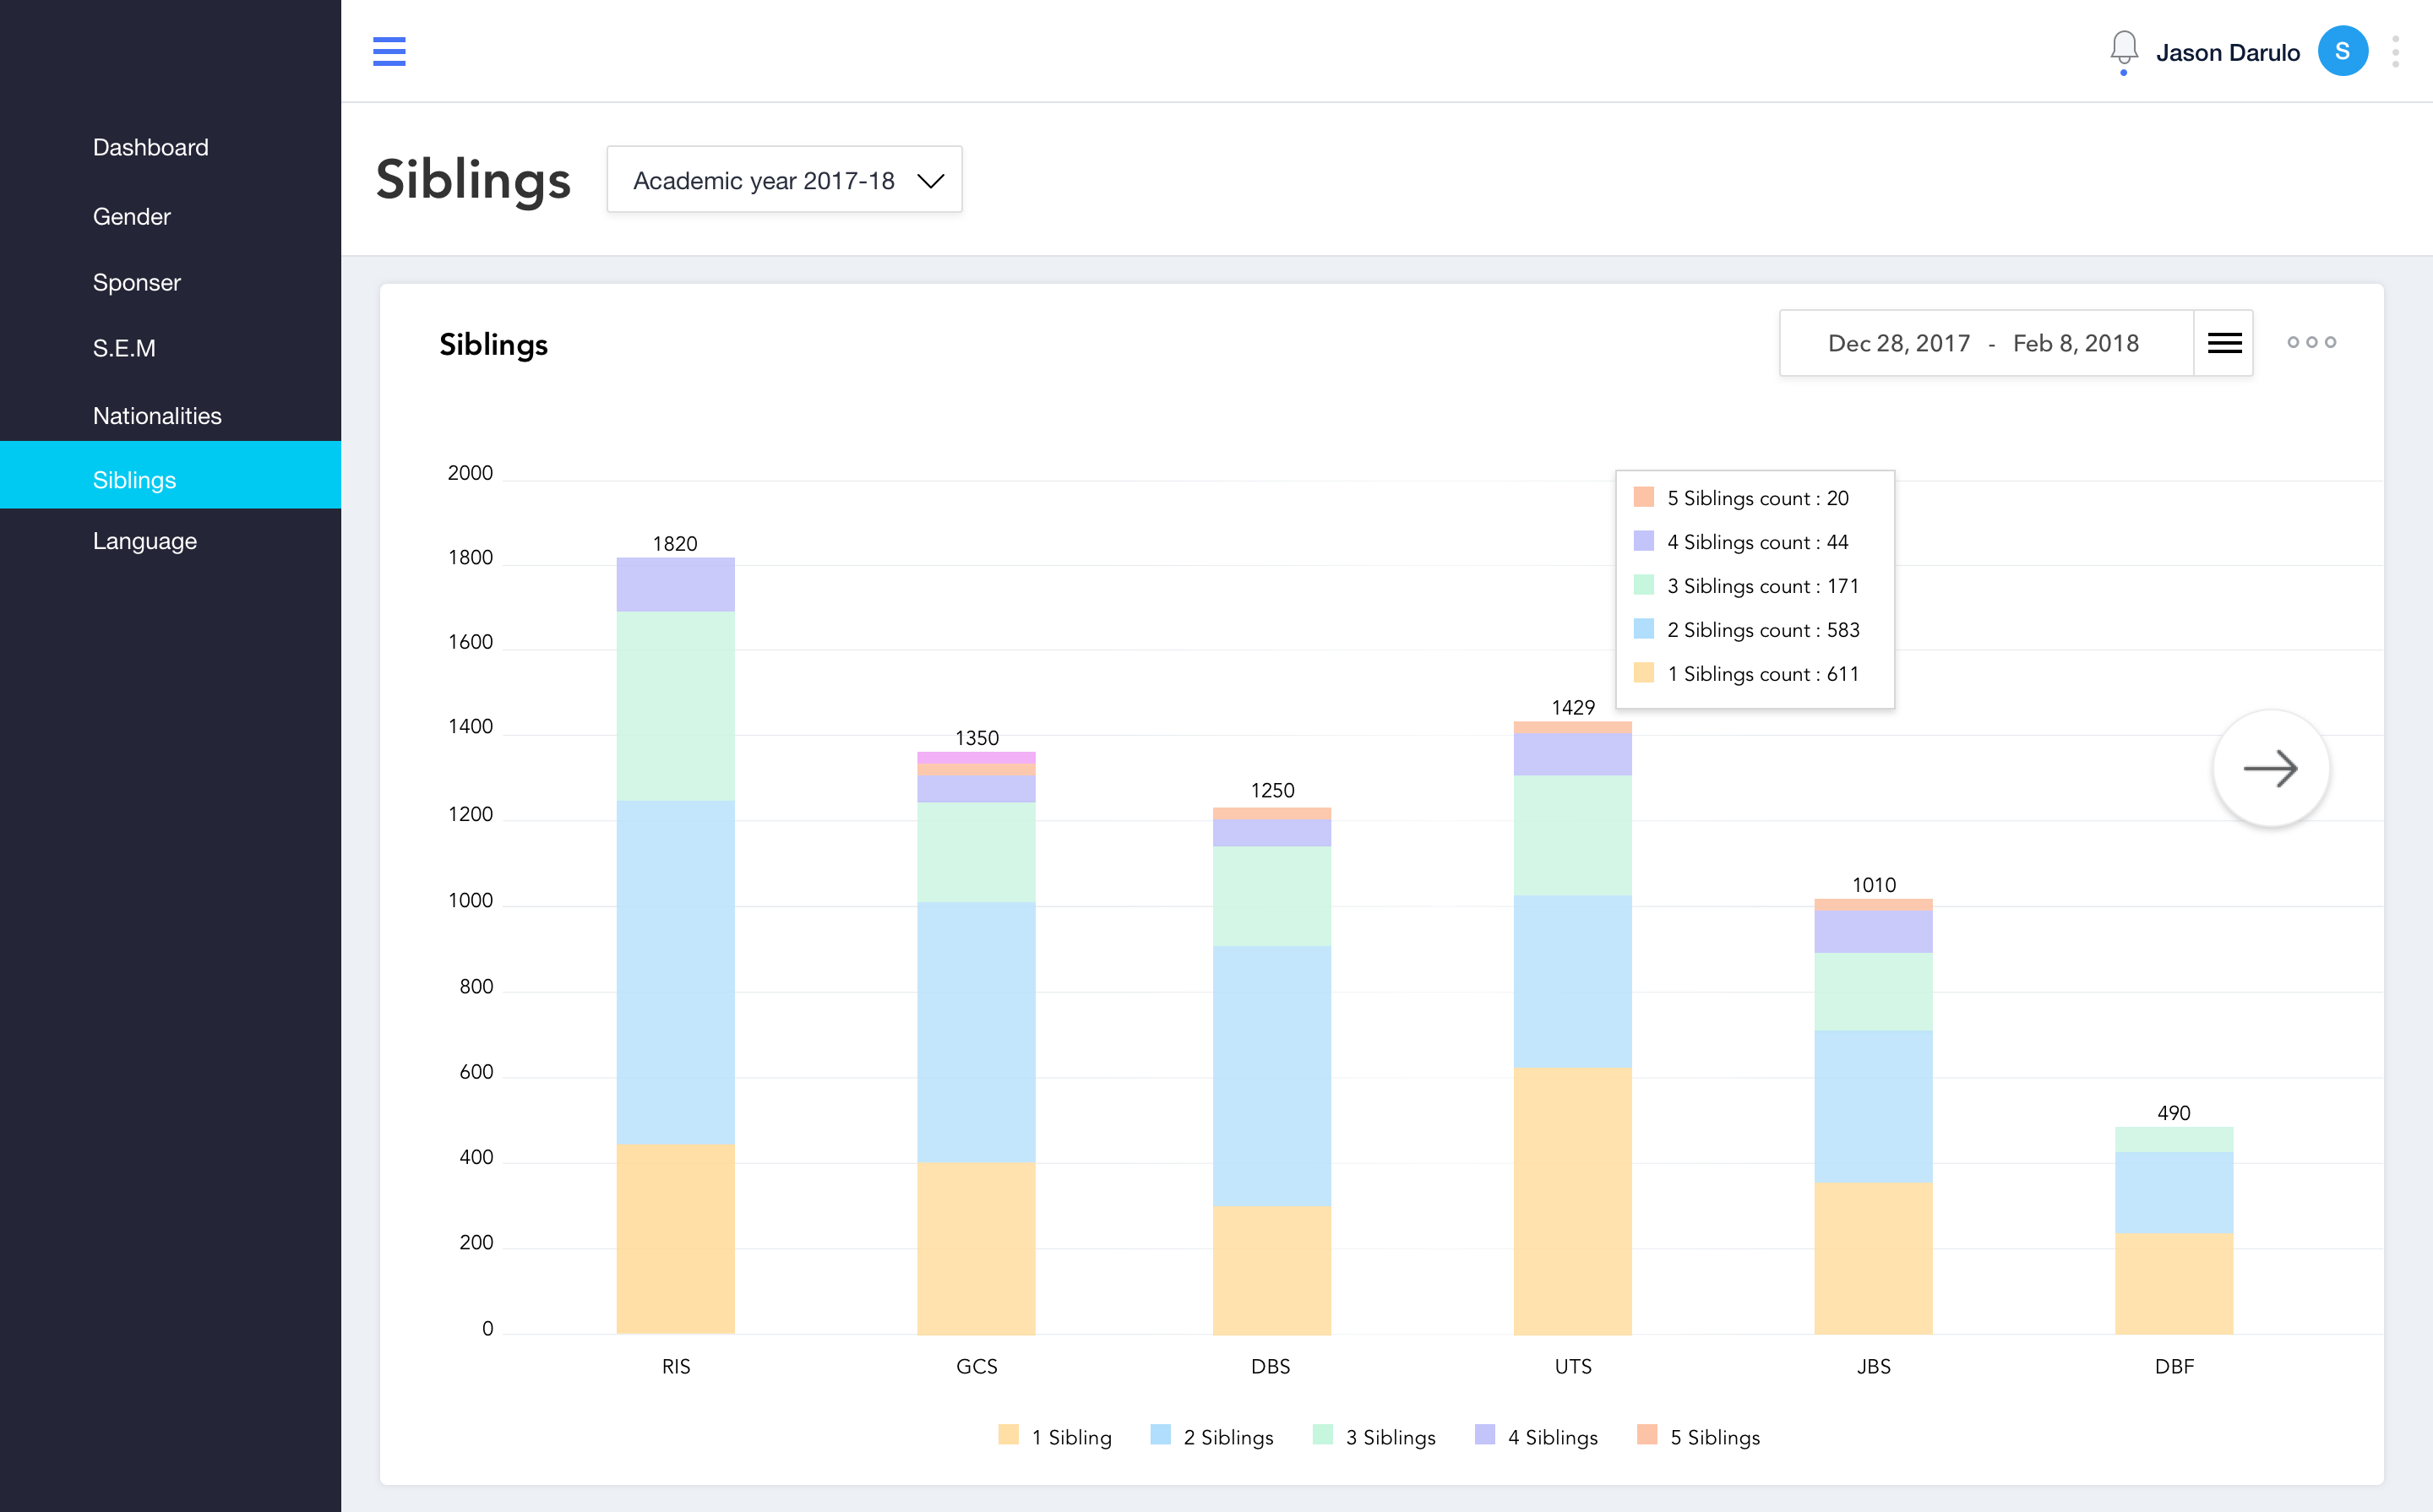 Jason Darulo
S
Dashboard
Gender
Sponser
S.E.M
Nationalities
Siblings
Language
Siblings
Academic year 2017-18
Siblings
Dec 28, 2017 - Feb 8, 2018
2000
1800
1600
1400
1200
1000
800
600
400
200
0
1820
1350
1250
1429
1010
490
5 Siblings count : 20
4 Siblings count : 44
3 Siblings count : 171
2 Siblings count : 583
1 Siblings count : 611
RIS
GCS
DBS
UTS
JBS
DBF
1 Sibling
2 Siblings
3 Siblings
4 Siblings
5 Siblings